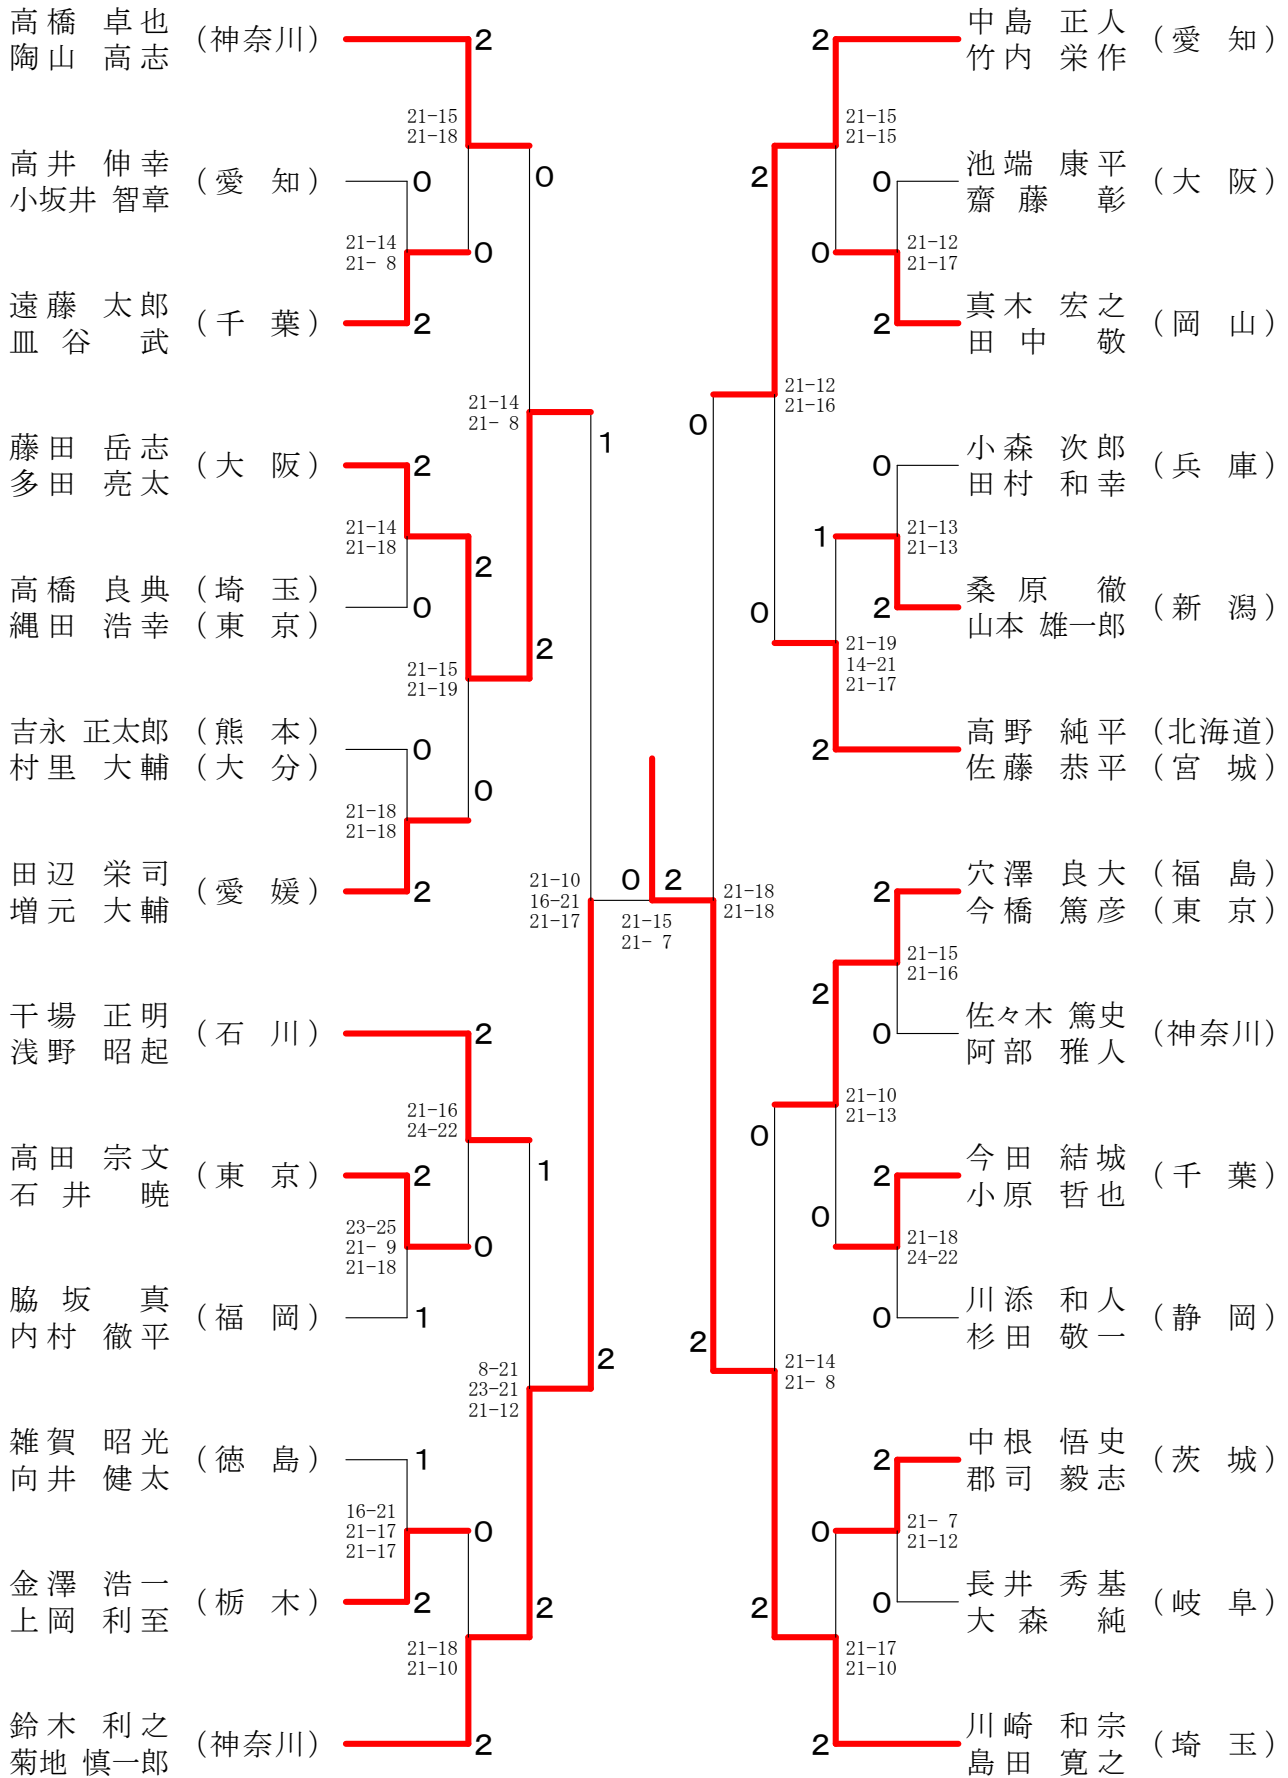 高橋 卓也 (神奈川)
陶山 高志
2
21-15
21-18
0
高井 伸幸 (愛 知)
小坂井 智章
0
21-14
21- 8
0
遠藤 太郎 (千 葉)
皿谷 武
2
21-14
21- 8
1
藤田 岳志 (大 阪)
多田 亮太
2
21-14
21-18
2
高橋 良典 (埼 玉)
縄田 浩幸 (東 京)
0
2
21-15
21-19
吉永 正太郎 (熊 本)
村里 大輔 (大 分)
0
0
21-18
21-18
田辺 栄司 (愛 媛)
増元 大輔
2
21-10
16-21
21-17
0
2
21-15
21- 7
干場 正明 (石 川)
浅野 昭起
2
21-16
24-22
1
高田 宗文 (東 京)
石井 暁
2
23-25
21- 9
21-18
0
脇坂 真 (福 岡)
内村 徹平
1
8-21
23-21
21-12
2
雑賀 昭光 (徳 島)
向井 健太
1
16-21
21-17
21-17
0
金澤 浩一 (栃 木)
上岡 利至
2
2
21-18
21-10
鈴木 利之 (神奈川)
菊地 慎一郎
2
中島 正人 (愛 知)
竹内 栄作
2
21-15
21-15
2
池端 康平 (大 阪)
齋藤 彰
0
0
21-12
21-17
真木 宏之 (岡 山)
田中 敬
2
21-12
21-16
0
小森 次郎 (兵 庫)
田村 和幸
0
1
21-13
21-13
桑原 徹 (新 潟)
山本 雄一郎
2
0
21-19
14-21
21-17
高野 純平 (北海道)
佐藤 恭平 (宮 城)
2
21-18
21-18
穴澤 良大 (福 島)
今橋 篤彦 (東 京)
2
21-15
21-16
2
佐々木 篤史 (神奈川)
阿部 雅人
0
21-10
21-13
0
今田 結城 (千 葉)
小原 哲也
2
0
21-18
24-22
川添 和人 (静 岡)
杉田 敬一
0
2
21-14
21- 8
中根 悟史 (茨 城)
郡司 毅志
2
0
21- 7
21-12
長井 秀基 (岐 阜)
大森 純
0
2
21-17
21-10
川崎 和宗 (埼 玉)
島田 寛之
2